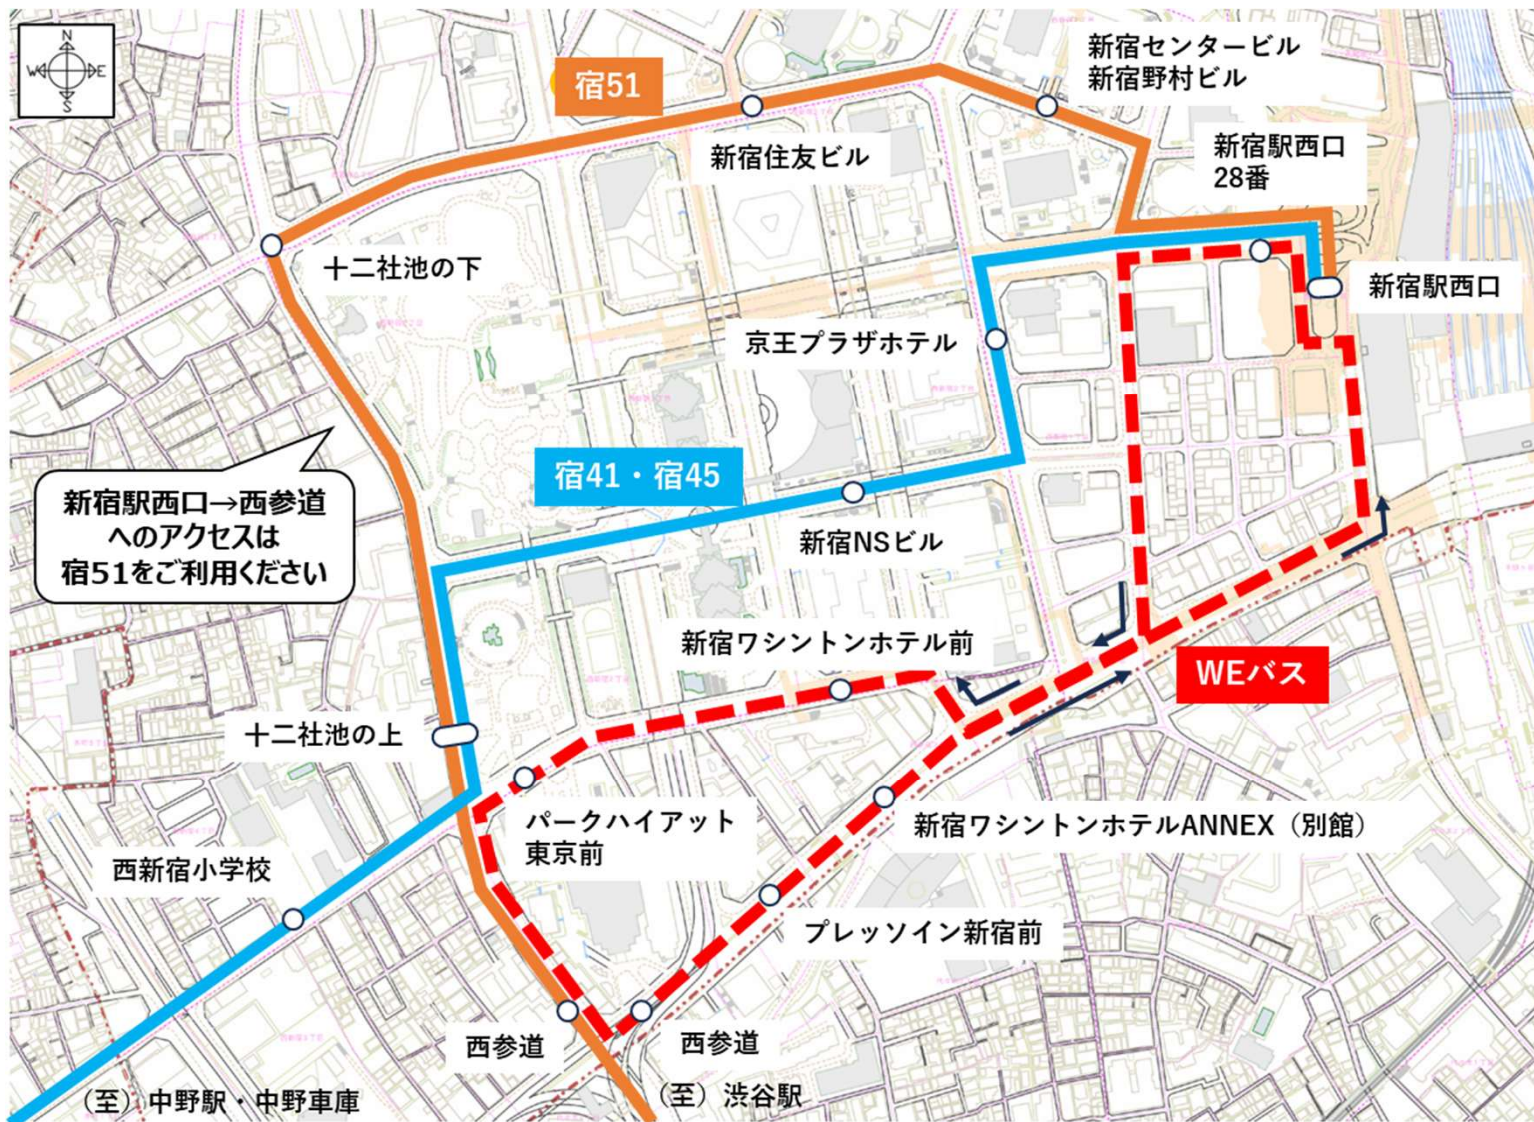 N
W
E
S
新宿センタービル
新宿野村ビル
宿51
新宿住友ビル
新宿駅西口
28番
十二社池の下
新宿駅西口
京王プラザホテル
宿41・宿45
新宿駅西口→西参道
へのアクセスは
宿51をご利用ください
新宿NSビル
新宿ワシントンホテル前
WEバス
十二社池の上
パークハイアット
東京前
新宿ワシントンホテルANNEX（別館）
西新宿小学校
プレッソイン新宿前
西参道
西参道
（至）中野駅・中野車庫
（至）渋谷駅